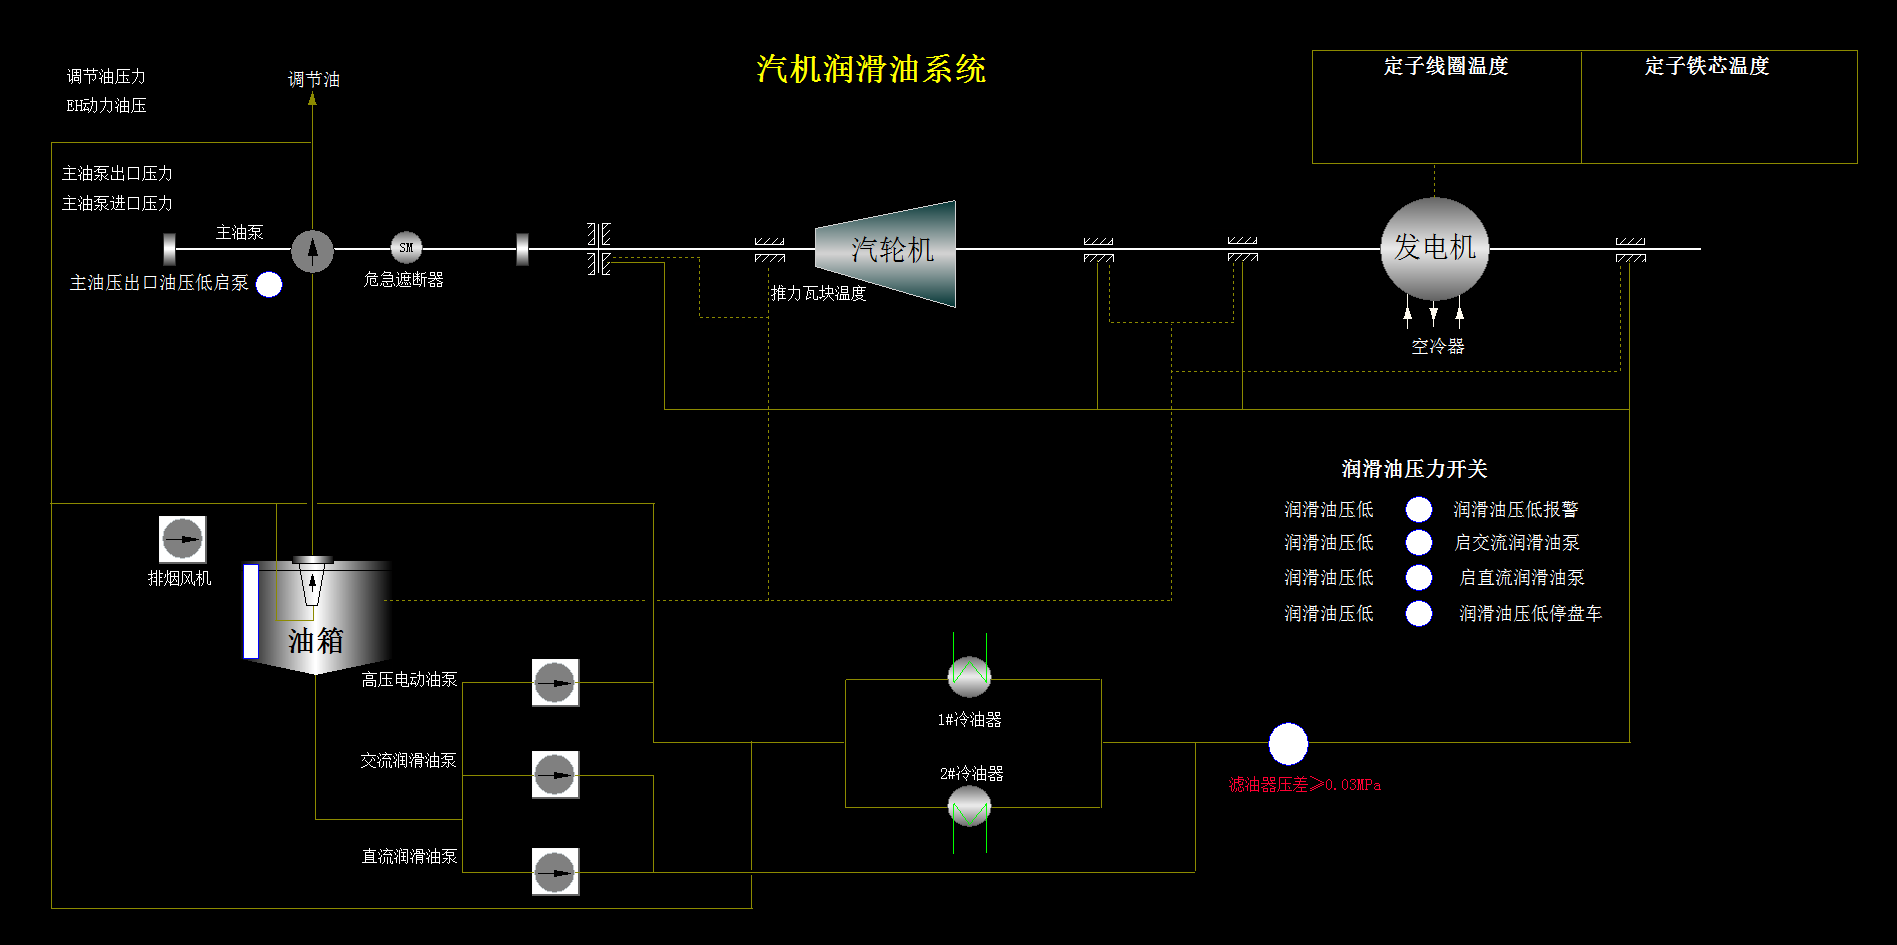 汽机润滑油系统
调节油压力
EH动力油压
调节油
定子线圈温度
定子铁芯温度
主油泵出口压力
主油泵进口压力
主油泵
SM
汽轮机
发电机
主油压出口油压低启泵
危急遮断器
推力瓦块温度
空冷器
润滑油压力开关
润滑油压低
润滑油压低报警
润滑油压低
启交流润滑油泵
润滑油压低
启直流润滑油泵
润滑油压低
润滑油压低停盘车
排烟风机
油箱
高压电动油泵
1#冷油器
交流润滑油泵
2#冷油器
滤油器压差≥0.03MPa
直流润滑油泵